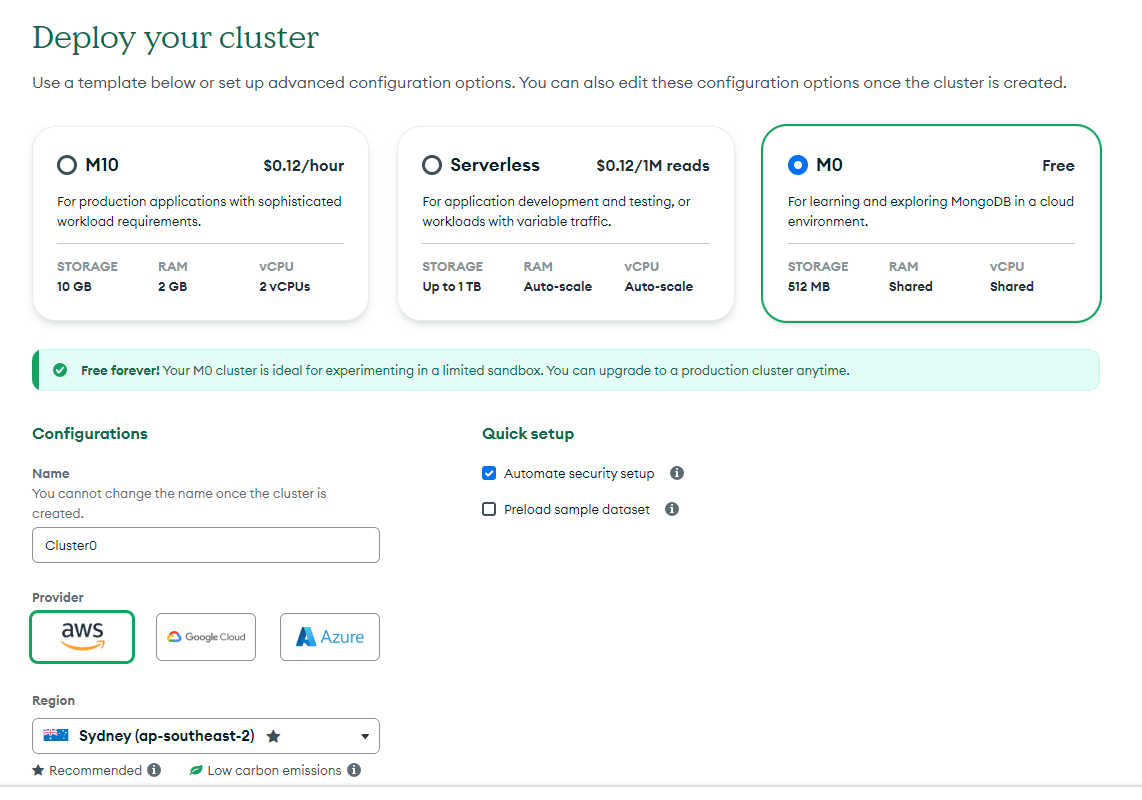 Deploy your cluster
Use a template below or set up advanced configuration options. You can also edit these configuration options once the cluster is created.
M10 $0.12/hour
For production applications with sophisticated
workload requirements.
STORAGE RAM vCPU
10 GB 2 GB 2 vCPUs
Serverless $0.12/1M reads
For application development and testing, or
workloads with variable traffic.
STORAGE RAM vCPU
Up to 1 TB Auto-scale Auto-scale
M0 Free
For learning and exploring MongoDB in a cloud
environment.
STORAGE RAM vCPU
512 MB Shared Shared
Free forever! Your M0 cluster is ideal for experimenting in a limited sandbox. You can upgrade to a production cluster anytime.
Configurations
Name
You cannot change the name once the cluster is
created.
Cluster0
Provider
aws Google Cloud Azure
Region
Sydney (ap-southeast-2)
Recommended Low carbon emissions
Quick setup
Automate security setup
Preload sample dataset